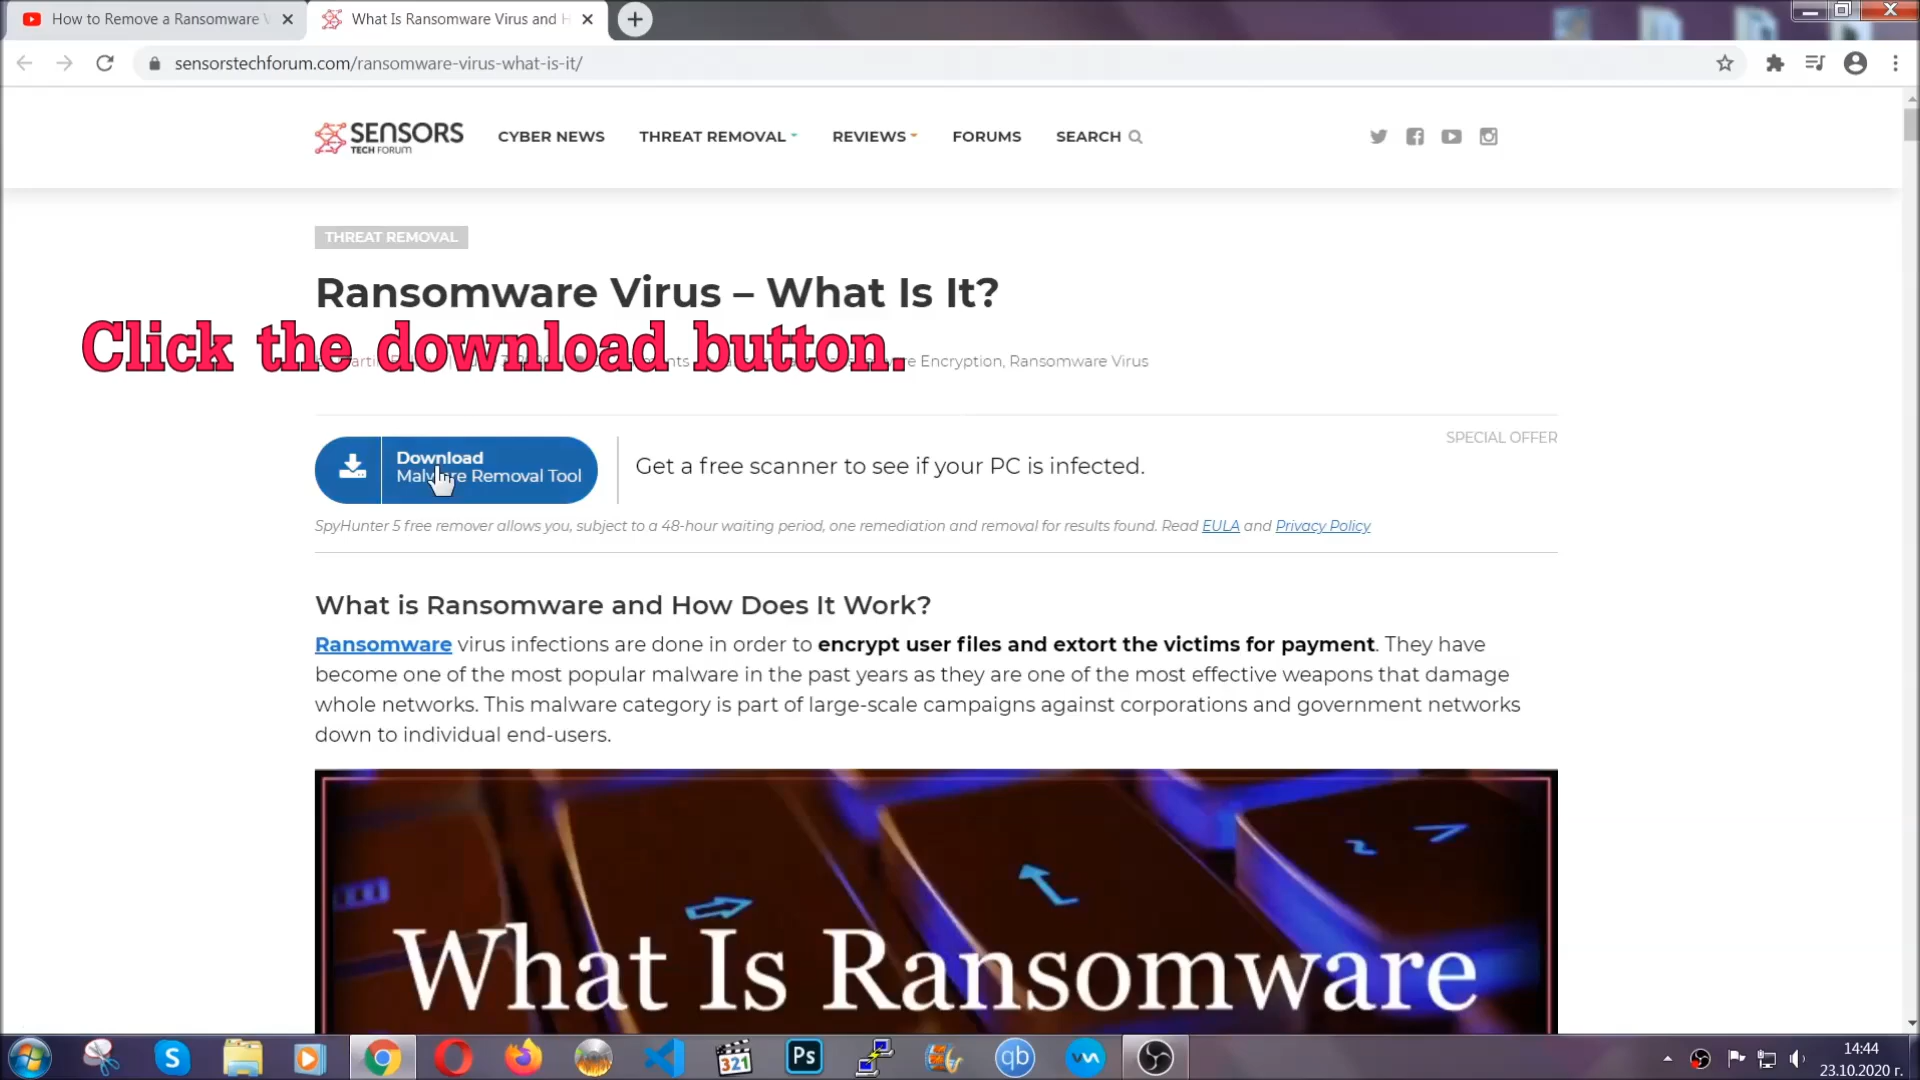 How to Remove a Ransomware V
What Is Ransomware Virus and H
sensorstechforum.com/ransomware-virus-what-is-it/
SENSORS
TECH FORUM
CYBER NEWS
THREAT REMOVAL
REVIEWS
FORUMS
SEARCH
THREAT REMOVAL
Ransomware Virus – What Is It?
Click the download button.
Encryption, Ransomware Virus
SPECIAL OFFER
Download
Malware Removal Tool
Get a free scanner to see if your PC is infected.
SpyHunter 5 free remover allows you, subject to a 48-hour waiting period, one remediation and removal for results found. Read EULA and Privacy Policy
What is Ransomware and How Does It Work?
Ransomware virus infections are done in order to encrypt user files and extort the victims for payment. They have
become one of the most popular malware in the past years as they are one of the most effective weapons that damage
whole networks. This malware category is part of large-scale campaigns against corporations and government networks
down to individual end-users.
What Is Ransomware
S
321
Ps
qb
14:44
23.10.2020 г.